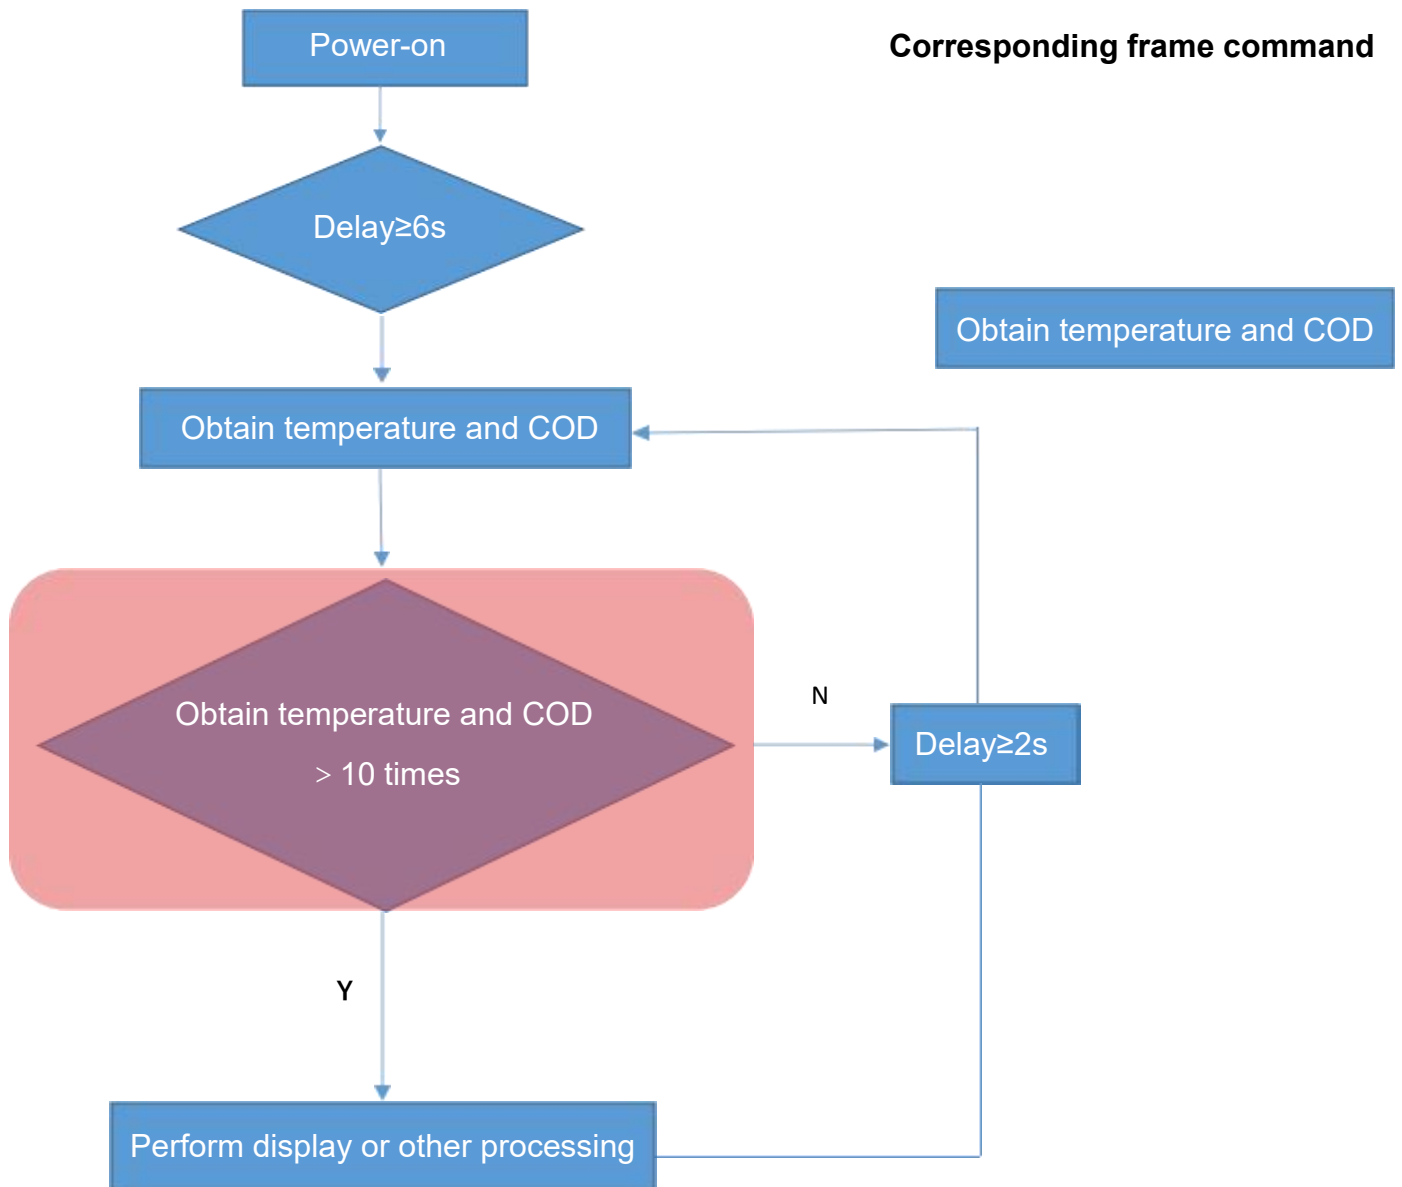 Power-on
Corresponding frame command
Delay≥6s
Obtain temperature and COD
Obtain temperature and COD
Obtain temperature and COD
> 10 times
N
Delay≥2s
Y
Perform display or other processing